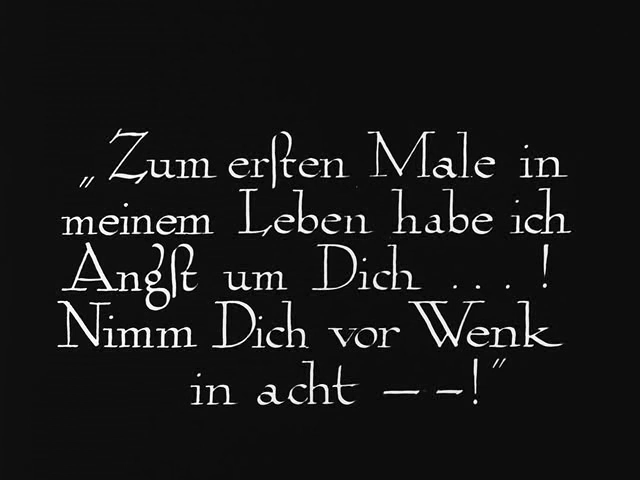 „Zum erſten Male in
meinem Leben habe ich
Angſt um Dich ...!
Nimm Dich vor Wenk
in acht — —!”